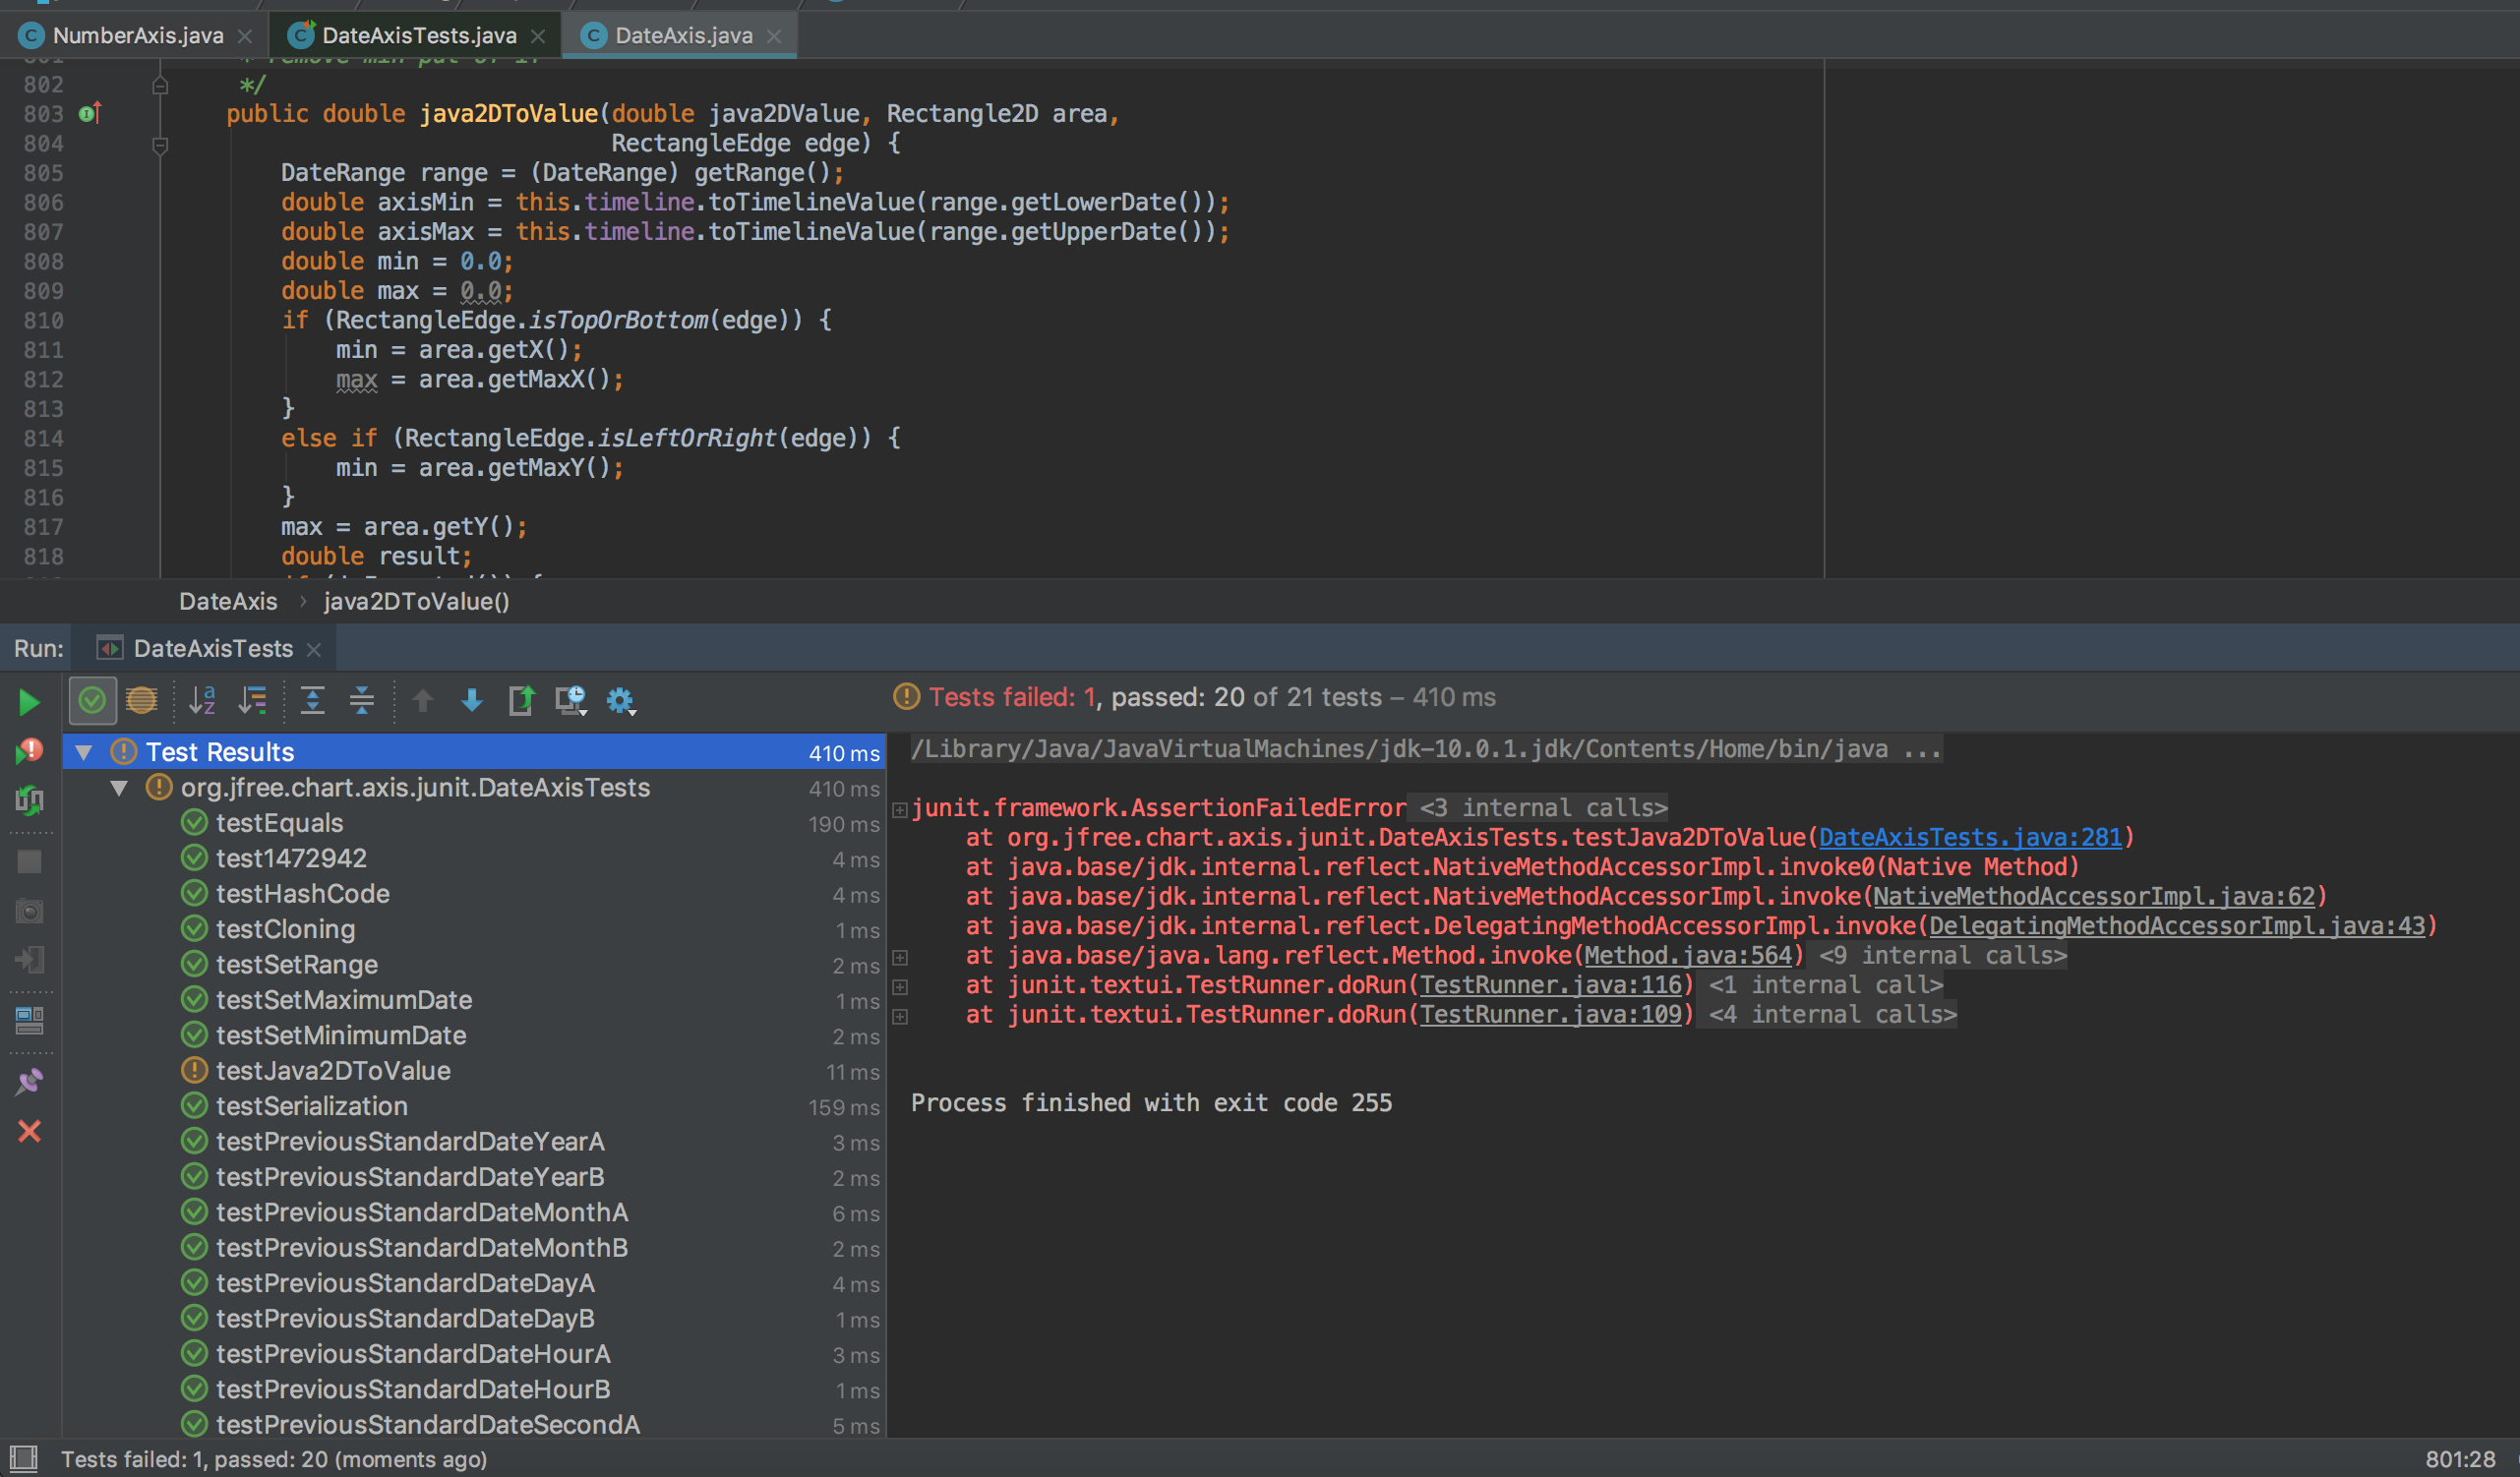 NumberAxis.java
DateAxisTests.java
DateAxis.java
802 */
803 public double java2DToValue(double java2DValue, Rectangle2D area,
804 RectangleEdge edge) {
805 DateRange range = (DateRange) getRange();
806 double axisMin = this.timeline.toTimelineValue(range.getLowerDate());
807 double axisMax = this.timeline.toTimelineValue(range.getUpperDate());
808 double min = 0.0;
809 double max = 0.0;
810 if (RectangleEdge.isTopOrBottom(edge)) {
811 min = area.getX();
812 max = area.getMaxX();
813 }
814 else if (RectangleEdge.isLeftOrRight(edge)) {
815 min = area.getMaxY();
816 }
817 max = area.getY();
818 double result;
DateAxis › java2DToValue()
Run: DateAxisTests
Tests failed: 1, passed: 20 of 21 tests – 410 ms
Test Results 410 ms
org.jfree.chart.axis.junit.DateAxisTests 410 ms
testEquals 190 ms
test1472942 4 ms
testHashCode 4 ms
testCloning 1 ms
testSetRange 2 ms
testSetMaximumDate 1 ms
testSetMinimumDate 2 ms
testJava2DToValue 11 ms
testSerialization 159 ms
testPreviousStandardDateYearA 3 ms
testPreviousStandardDateYearB 2 ms
testPreviousStandardDateMonthA 6 ms
testPreviousStandardDateMonthB 2 ms
testPreviousStandardDateDayA 4 ms
testPreviousStandardDateDayB 1 ms
testPreviousStandardDateHourA 3 ms
testPreviousStandardDateHourB 1 ms
testPreviousStandardDateSecondA 5 ms
/Library/Java/JavaVirtualMachines/jdk-10.0.1.jdk/Contents/Home/bin/java ...
junit.framework.AssertionFailedError <3 internal calls>
at org.jfree.chart.axis.junit.DateAxisTests.testJava2DToValue(DateAxisTests.java:281)
at java.base/jdk.internal.reflect.NativeMethodAccessorImpl.invoke0(Native Method)
at java.base/jdk.internal.reflect.NativeMethodAccessorImpl.invoke(NativeMethodAccessorImpl.java:62)
at java.base/jdk.internal.reflect.DelegatingMethodAccessorImpl.invoke(DelegatingMethodAccessorImpl.java:43)
at java.base/java.lang.reflect.Method.invoke(Method.java:564) <9 internal calls>
at junit.textui.TestRunner.doRun(TestRunner.java:116) <1 internal call>
at junit.textui.TestRunner.doRun(TestRunner.java:109) <4 internal calls>
Process finished with exit code 255
Tests failed: 1, passed: 20 (moments ago)
801:28